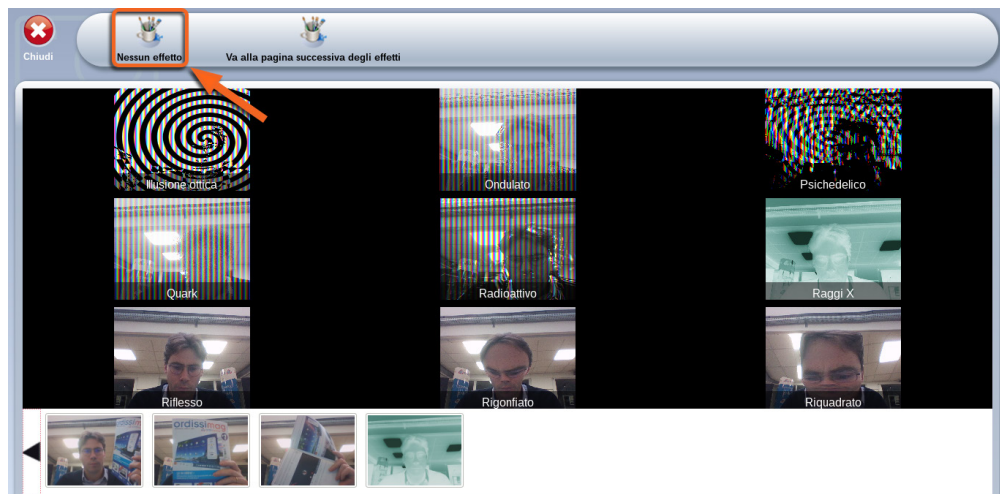 Chiudi
Nessun effetto
Va alla pagina successiva degli effetti
Illusione ottica
Ondulato
Psichedelico
Quark
Radioattivo
Raggi X
Riflesso
Rigonfiato
Riquadrato
ordissimag